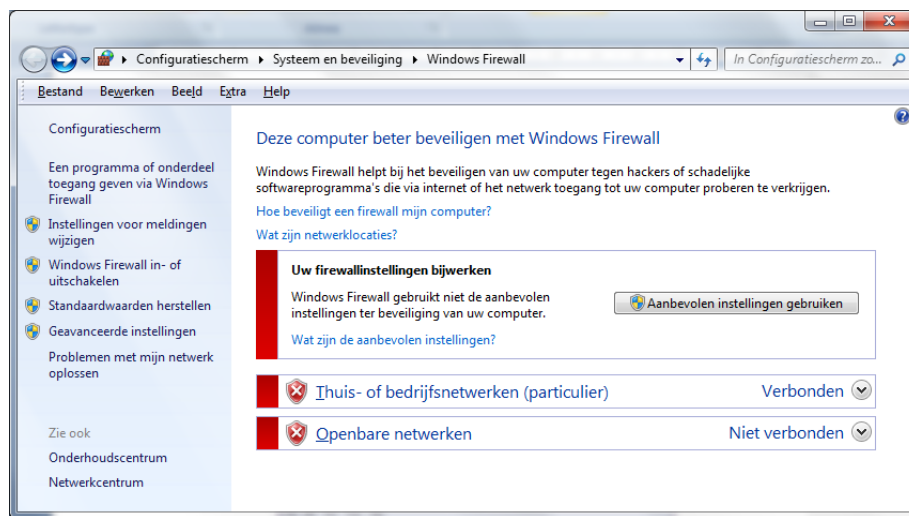 Configuratiescherm ▸ Systeem en beveiliging ▸ Windows Firewall
In Configuratiescherm zo...
Bestand Bewerken Beeld Extra Help
Configuratiescherm
Een programma of onderdeel
toegang geven via Windows
Firewall
Instellingen voor meldingen
wijzigen
Windows Firewall in- of
uitschakelen
Standaardwaarden herstellen
Geavanceerde instellingen
Problemen met mijn netwerk
oplossen
Zie ook
Onderhoudscentrum
Netwerkcentrum
Deze computer beter beveiligen met Windows Firewall
Windows Firewall helpt bij het beveiligen van uw computer tegen hackers of schadelijke
softwareprogramma's die via internet of het netwerk toegang tot uw computer proberen te verkrijgen.
Hoe beveiligt een firewall mijn computer?
Wat zijn netwerklocaties?
Uw firewallinstellingen bijwerken
Windows Firewall gebruikt niet de aanbevolen
instellingen ter beveiliging van uw computer.
Aanbevolen instellingen gebruiken
Wat zijn de aanbevolen instellingen?
Thuis- of bedrijfsnetwerken (particulier) Verbonden
Openbare netwerken Niet verbonden